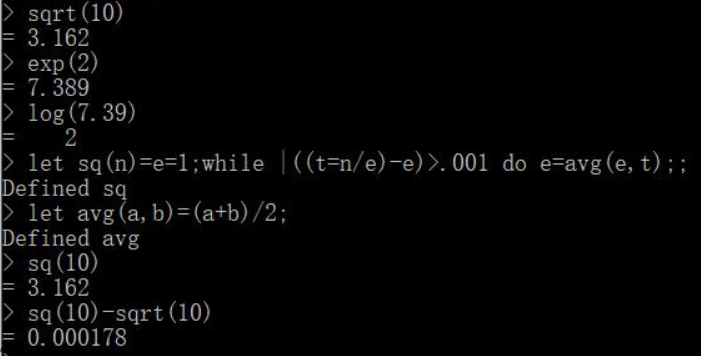 > sqrt(10)
= 3.162
> exp(2)
= 7.389
> log(7.39)
=    2
> let sq(n)=e=1;while |((t=n/e)-e)>.001 do e=avg(e,t);;
Defined sq
> let avg(a,b)=(a+b)/2;
Defined avg
> sq(10)
= 3.162
> sq(10)-sqrt(10)
= 0.000178